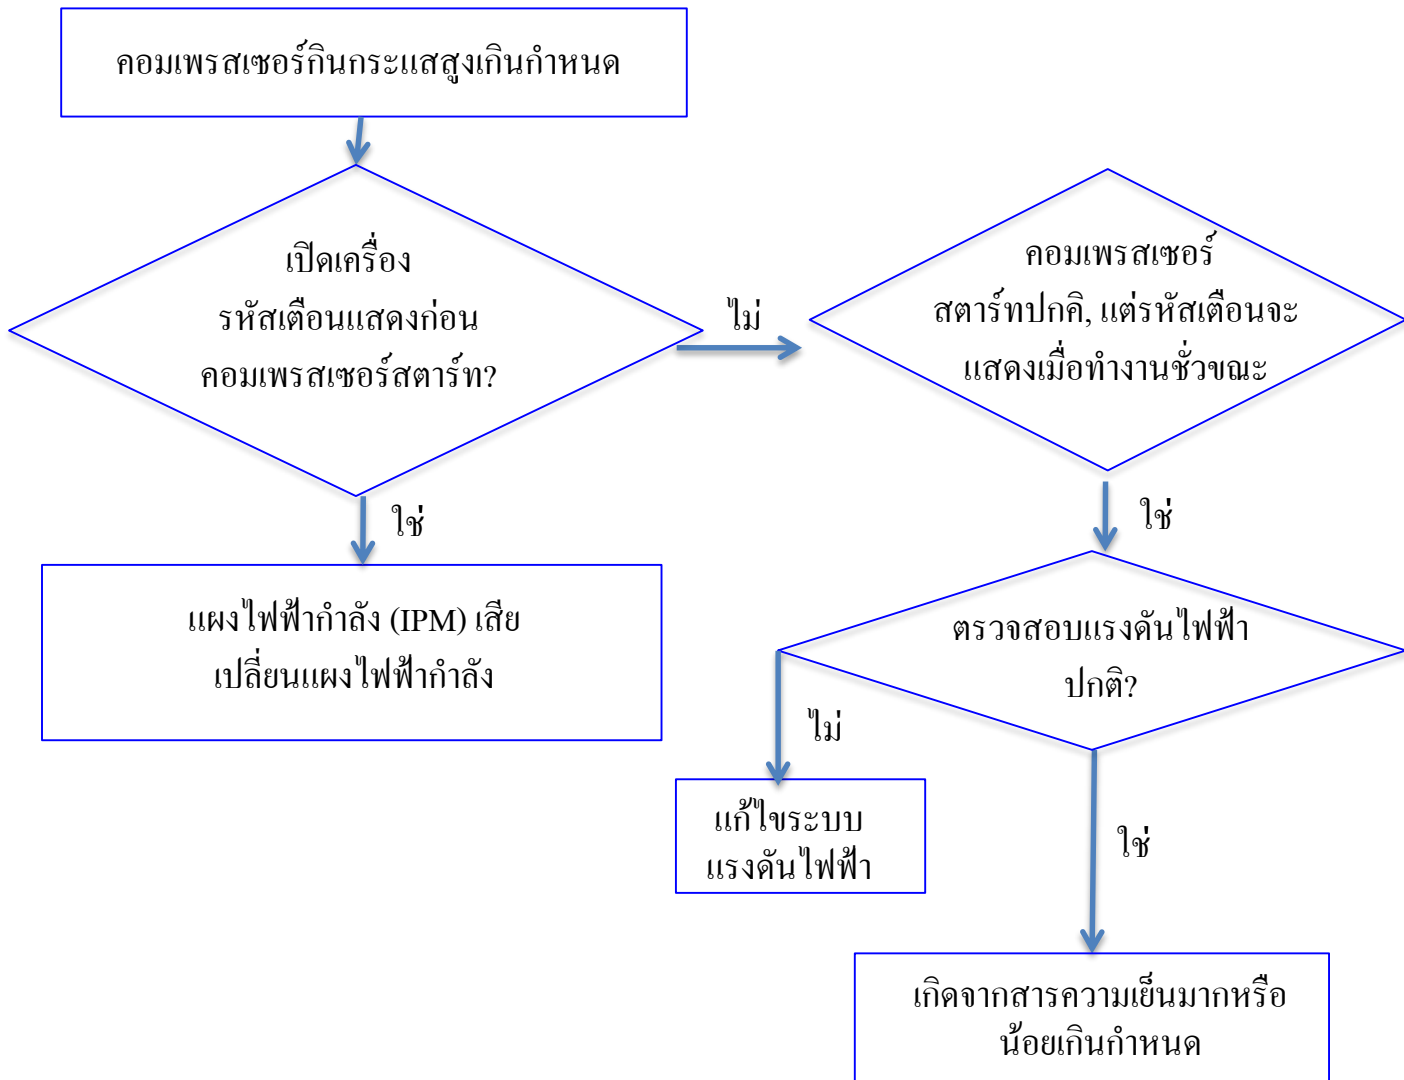 คอมเพรสเซอร์กินกระแสสูงเกินกำหนด
เปิดเครื่อง
รหัสเตือนแสดงก่อน
คอมเพรสเซอร์สตาร์ท?
ไม่
คอมเพรสเซอร์
สตาร์ทปกคิ, แต่รหัสเตือนจะ
แสดงเมื่อทำงานชั่วขณะ
ใช่
แผงไฟฟ้ากำลัง (IPM) เสีย
เปลี่ยนแผงไฟฟ้ากำลัง
ใช่
ตรวจสอบแรงดันไฟฟ้า
ปกติ?
ไม่
แก้ไขระบบ
แรงดันไฟฟ้า
ใช่
เกิดจากสารความเย็นมากหรือ
น้อยเกินกำหนด